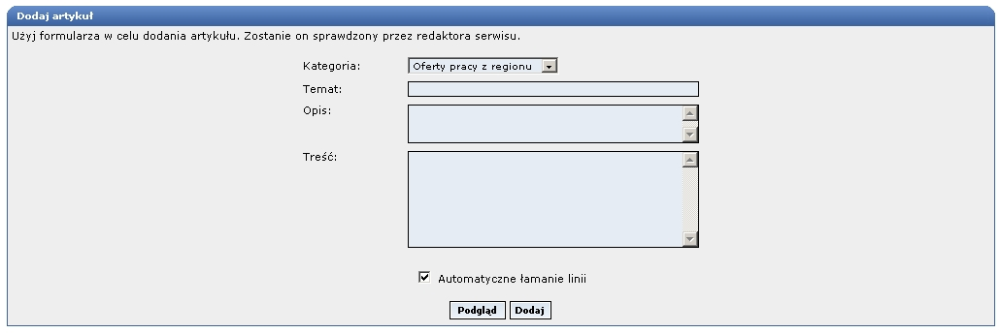 Dodaj artykuł
Użyj formularza w celu dodania artykułu. Zostanie on sprawdzony przez redaktora serwisu.
Kategoria: Oferty pracy z regionu
Temat:
Opis:
Treść:
Automatyczne łamanie linii
Podgląd Dodaj